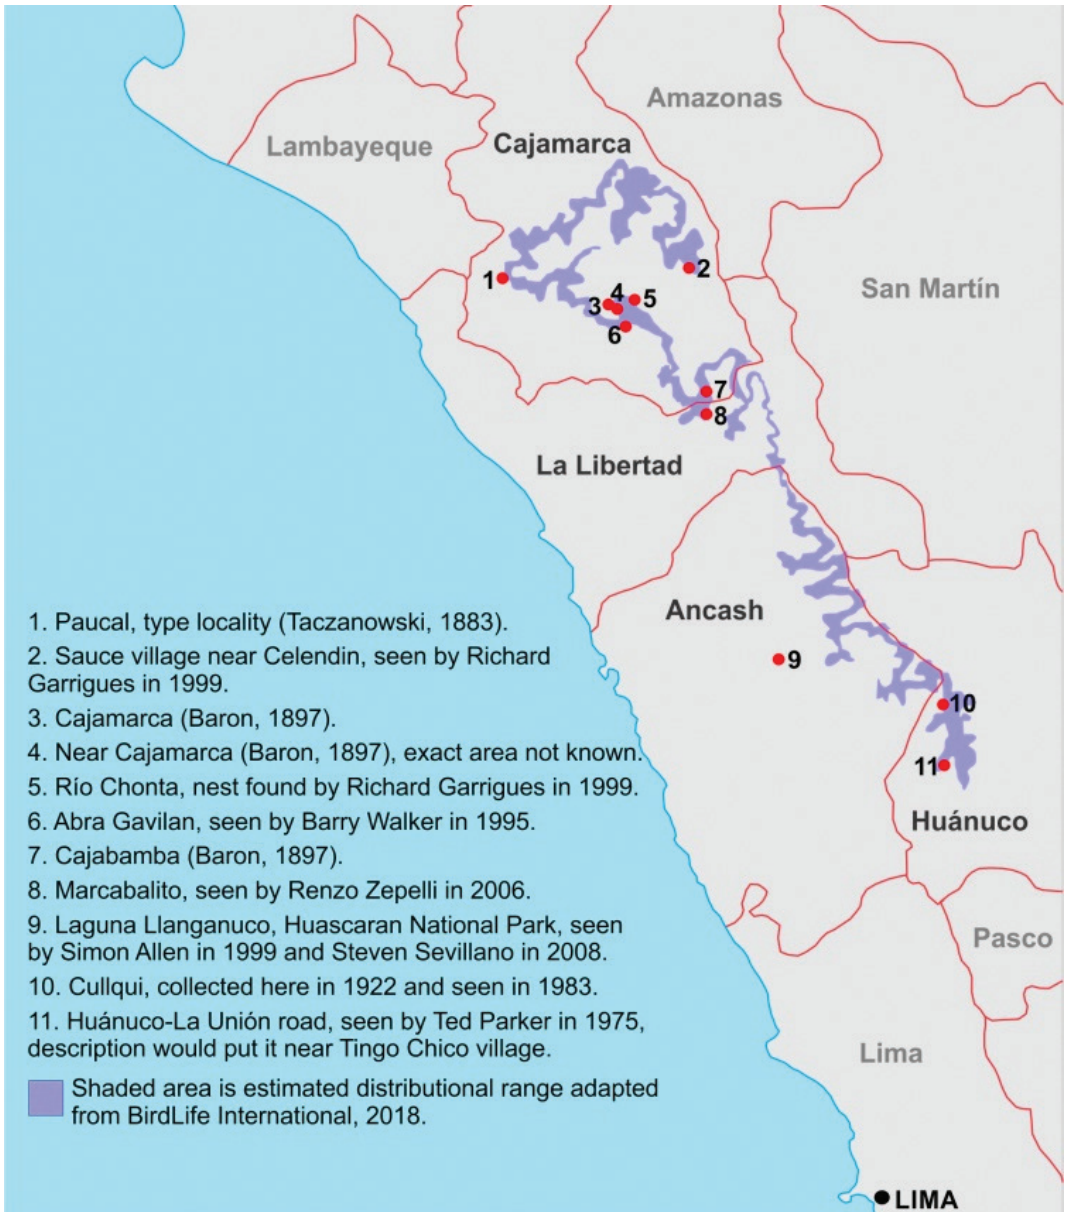 Amazonas
Cajamarca
Lambayeque
1
2
San Martín
3
4
5
6
7
8
La Libertad
Ancash
9
10
11
Huánuco
Pasco
Lima
LIMA
1. Paucal, type locality (Taczanowski, 1883).
2. Sauce village near Celendin, seen by Richard
Garrigues in 1999.
3. Cajamarca (Baron, 1897).
4. Near Cajamarca (Baron, 1897), exact area not known.
5. Río Chonta, nest found by Richard Garrigues in 1999.
6. Abra Gavilan, seen by Barry Walker in 1995.
7. Cajabamba (Baron, 1897).
8. Marcabalito, seen by Renzo Zepelli in 2006.
9. Laguna Llanganuco, Huascaran National Park, seen
by Simon Allen in 1999 and Steven Sevillano in 2008.
10. Cullqui, collected here in 1922 and seen in 1983.
11. Huánuco-La Unión road, seen by Ted Parker in 1975,
description would put it near Tingo Chico village.
Shaded area is estimated distributional range adapted
from BirdLife International, 2018.